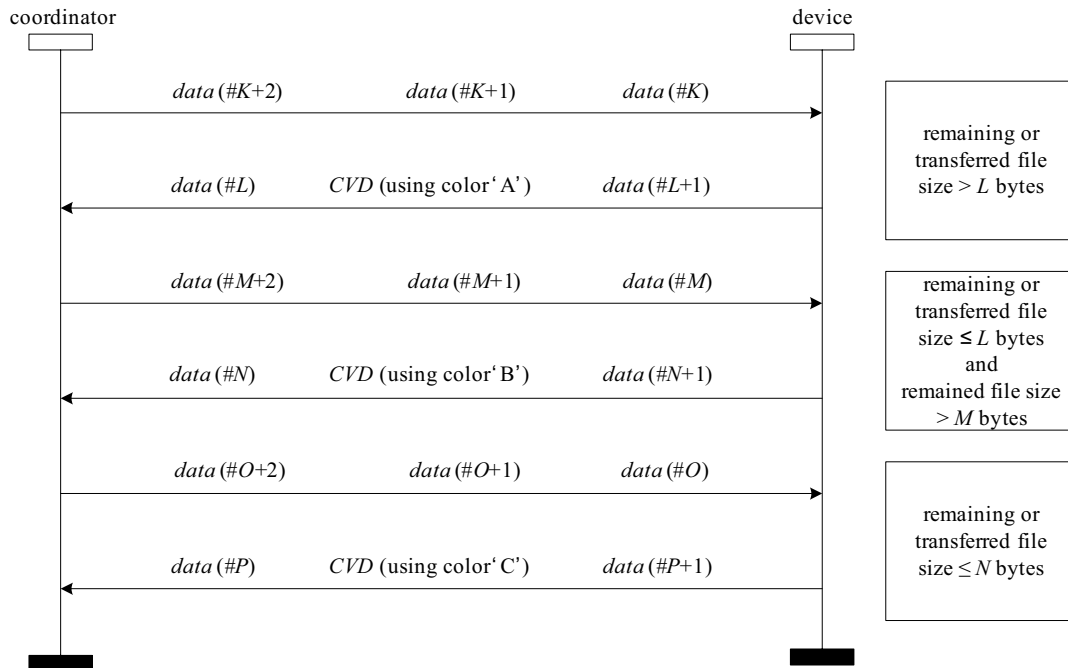 coordinator
device
data (#K+2) data (#K+1) data (#K)
remaining or
transferred file
size > L bytes
data (#L) CVD (using color‘A’) data (#L+1)
data (#M+2) data (#M+1) data (#M)
remaining or
transferred file
size ≤ L bytes
and
remained file size
> M bytes
data (#N) CVD (using color‘B’) data (#N+1)
data (#O+2) data (#O+1) data (#O)
remaining or
transferred file
size ≤ N bytes
data (#P) CVD (using color‘C’) data (#P+1)